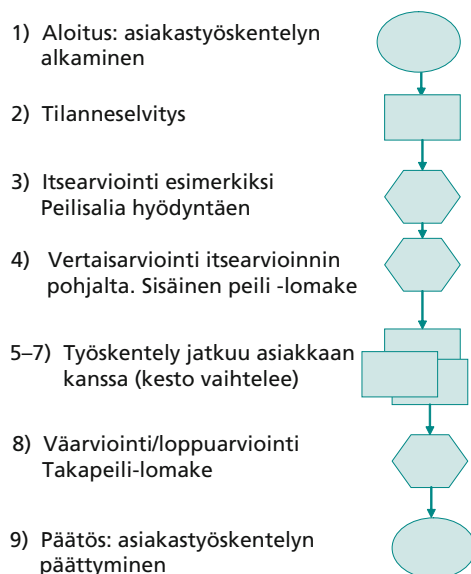 1) Aloitus: asiakastyöskentelyn
alkaminen
2) Tilanneselvitys
3) Itsearviointi esimerkiksi
Peilisalia hyödyntäen
4) Vertaisarviointi itsearvioinnin
pohjalta. Sisäinen peili -lomake
5–7) Työskentely jatkuu asiakkaan
kanssa (kesto vaihtelee)
8) Väarviointi/loppuarviointi
Takapeili-lomake
9) Päätös: asiakastyöskentelyn
päättyminen